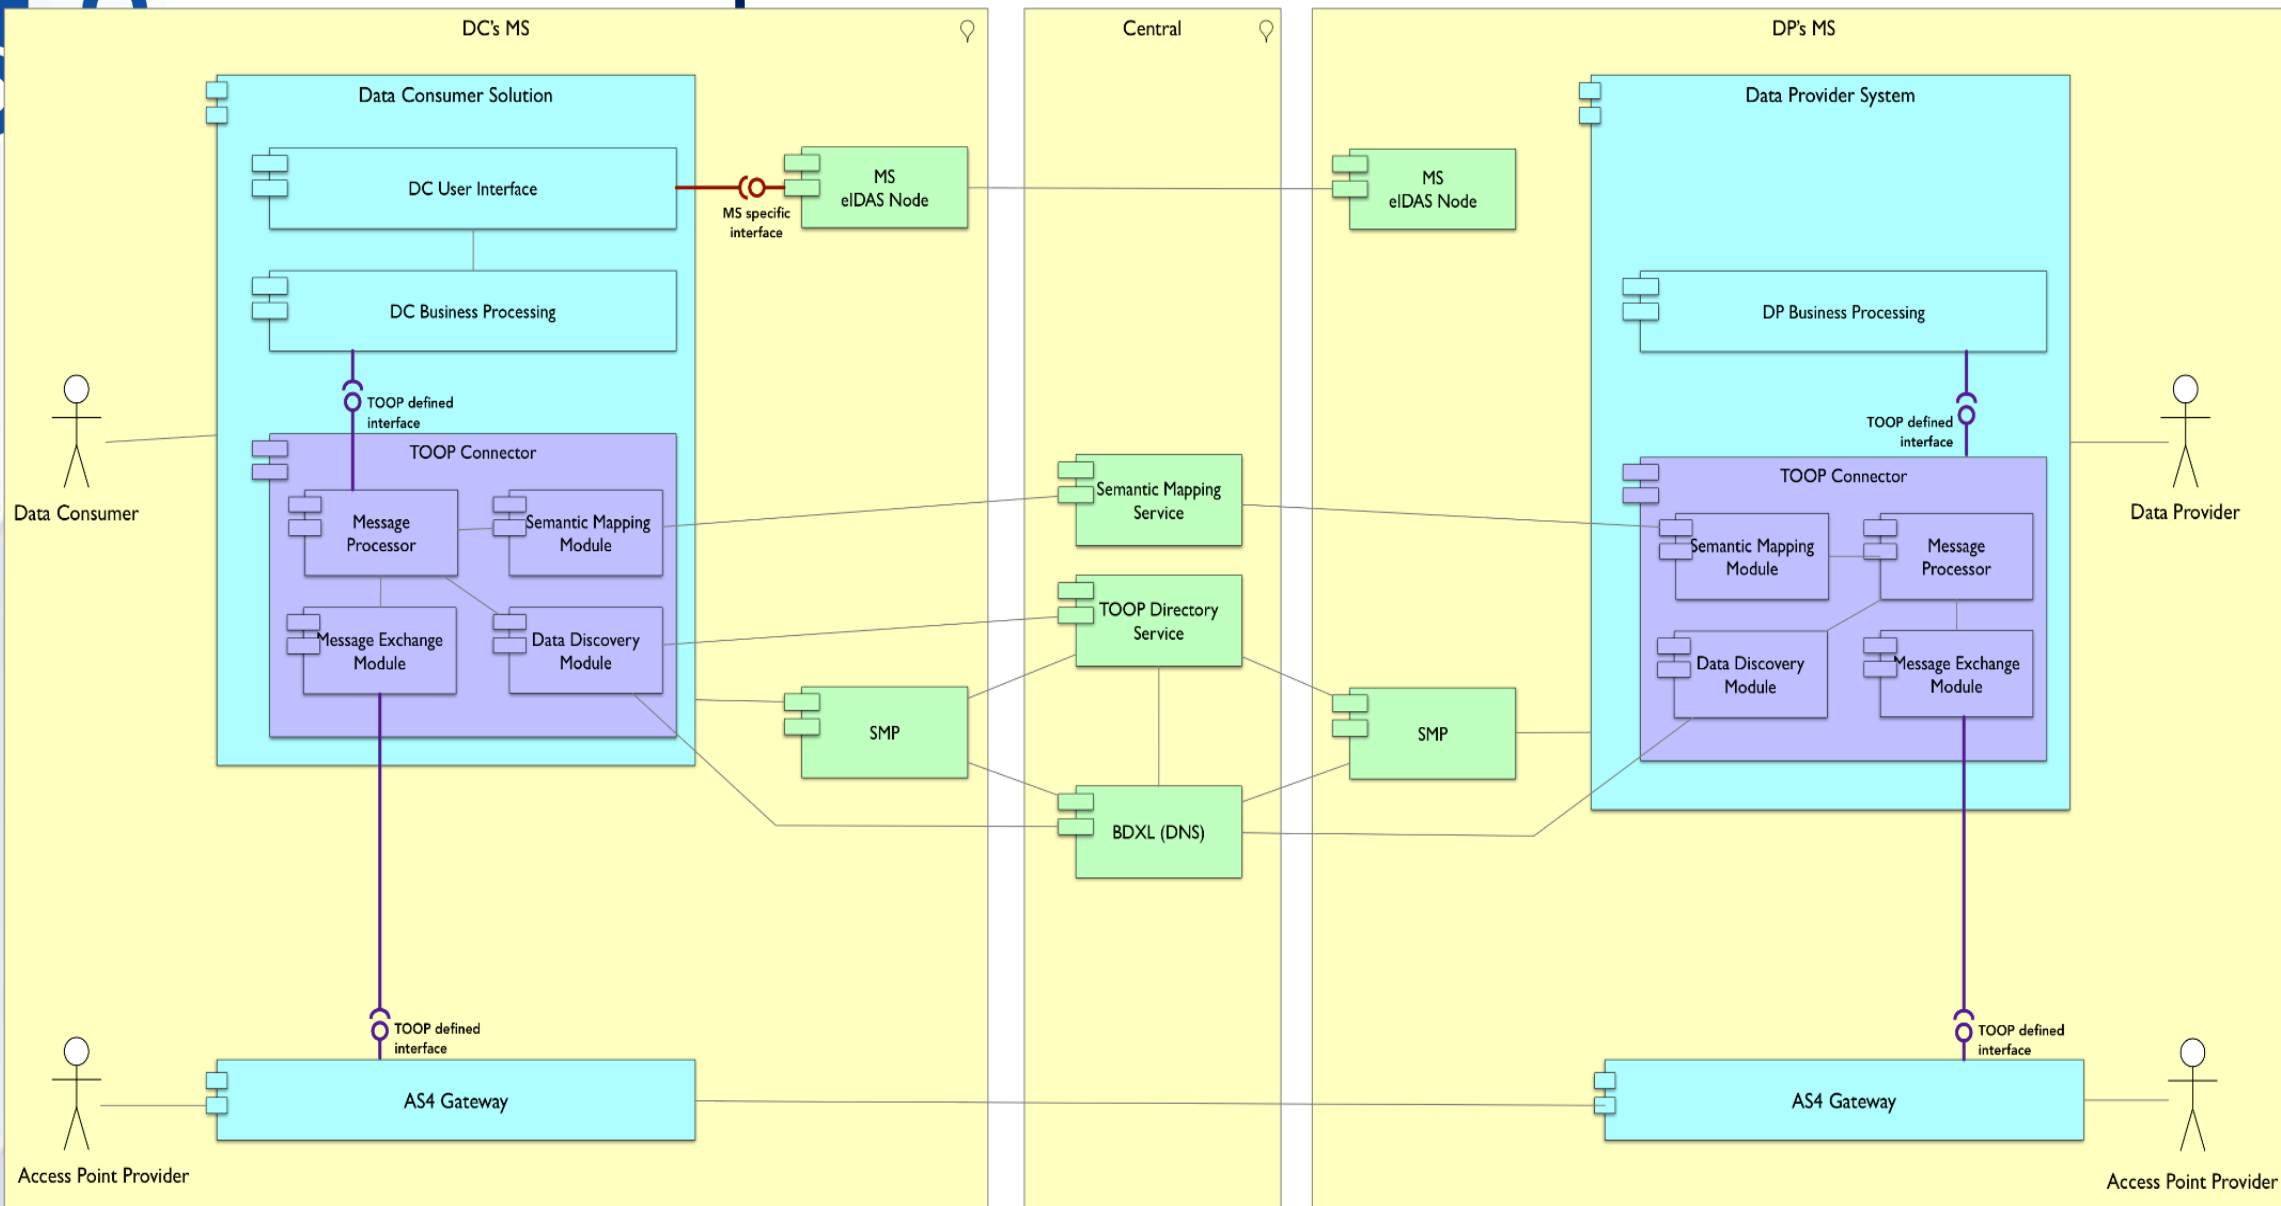 DC's MS
Central
DP's MS
Data Consumer Solution
Data Provider System
DC User Interface
MS specific
interface
MS
eIDAS Node
MS
eIDAS Node
DC Business Processing
DP Business Processing
TOOP defined
interface
TOOP defined
interface
TOOP Connector
TOOP Connector
Message
Processor
Semantic Mapping
Module
Semantic Mapping
Service
Semantic Mapping
Module
Message
Processor
Data Consumer
Data Provider
Message Exchange
Module
Data Discovery
Module
TOOP Directory
Service
Data Discovery
Module
Message Exchange
Module
SMP
SMP
BDXL (DNS)
TOOP defined
interface
TOOP defined
interface
AS4 Gateway
AS4 Gateway
Access Point Provider
Access Point Provider